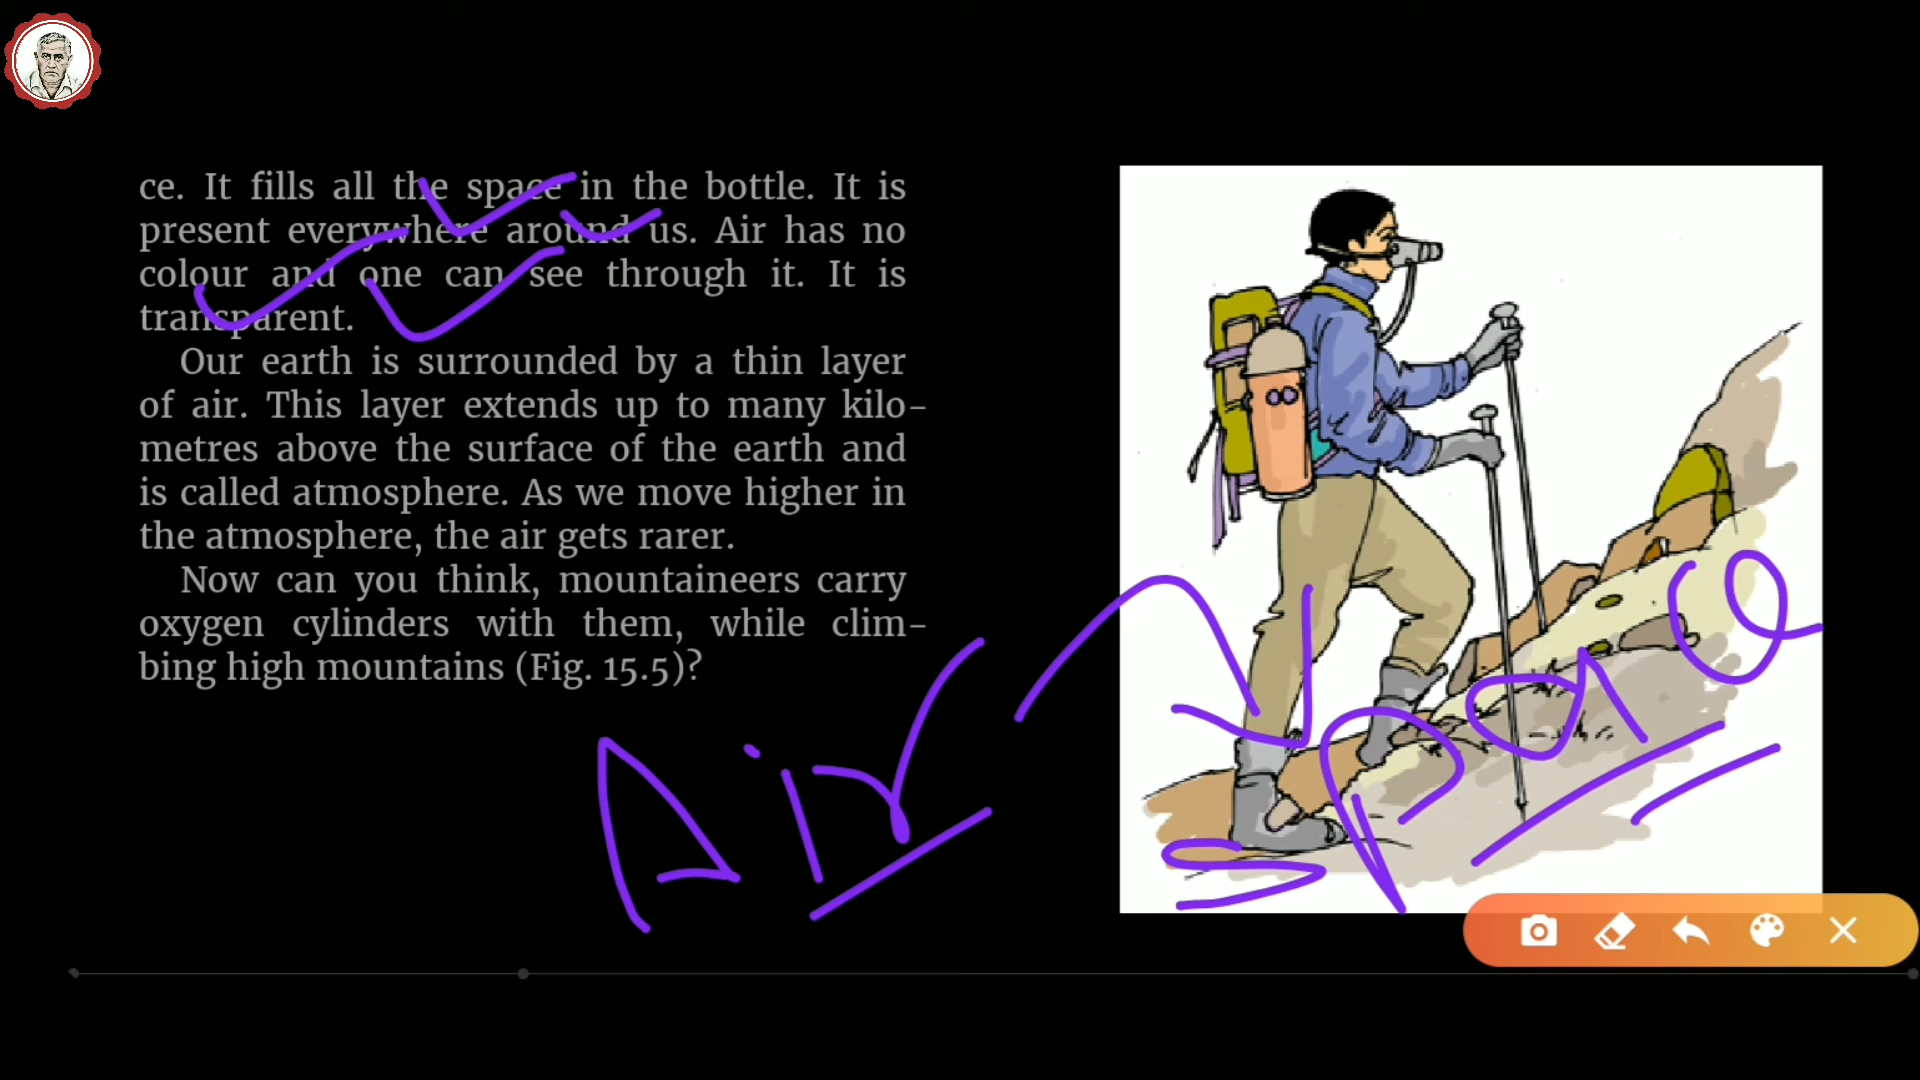 ce. It fills all the space in the bottle. It is
present everywhere around us. Air has no
colour and one can see through it. It is
transparent.
Our earth is surrounded by a thin layer
of air. This layer extends up to many kilo-
metres above the surface of the earth and
is called atmosphere. As we move higher in
the atmosphere, the air gets rarer.
Now can you think, mountaineers carry
oxygen cylinders with them, while clim-
bing high mountains (Fig. 15.5)?
Air
space